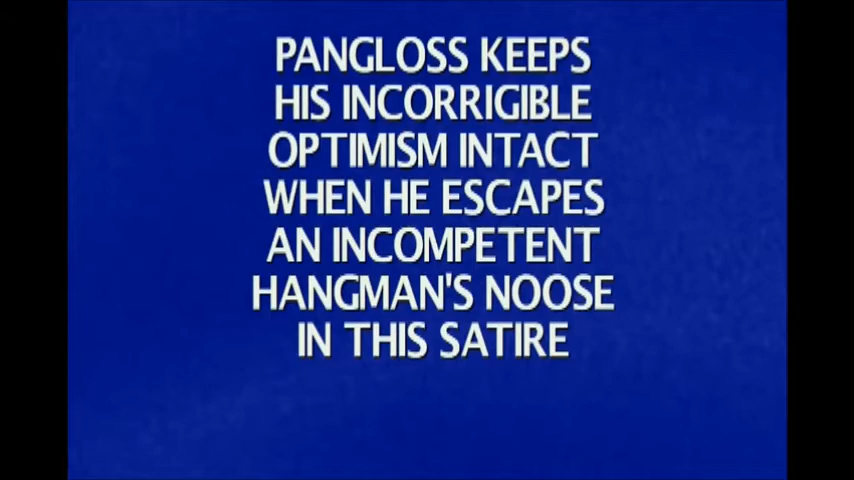 PANGLOSS KEEPS
HIS INCORRIGIBLE
OPTIMISM INTACT
WHEN HE ESCAPES
AN INCOMPETENT
HANGMAN'S NOOSE
IN THIS SATIRE